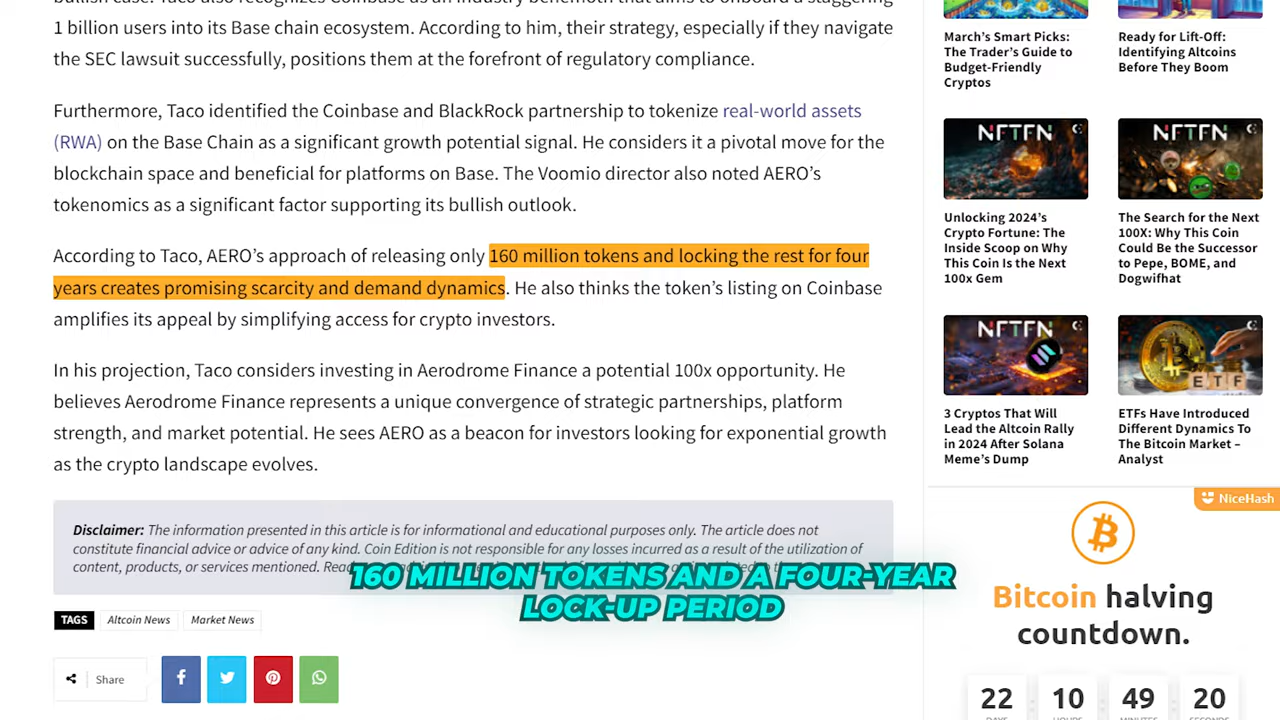 bullish case. Taco also recognizes Coinbase as an industry behemoth that aims to onboard a staggering
1 billion users into its Base chain ecosystem. According to him, their strategy, especially if they navigate
the SEC lawsuit successfully, positions them at the forefront of regulatory compliance.
Furthermore, Taco identified the Coinbase and BlackRock partnership to tokenize real-world assets
(RWA) on the Base Chain as a significant growth potential signal. He considers it a pivotal move for the
blockchain space and beneficial for platforms on Base. The Voomio director also noted AERO's
tokenomics as a significant factor supporting its bullish outlook.
According to Taco, AERO's approach of releasing only 160 million tokens and locking the rest for four
years creates promising scarcity and demand dynamics. He also thinks the token's listing on Coinbase
amplifies its appeal by simplifying access for crypto investors.
In his projection, Taco considers investing in Aerodrome Finance a potential 100x opportunity. He
believes Aerodrome Finance represents a unique convergence of strategic partnerships, platform
strength, and market potential. He sees AERO as a beacon for investors looking for exponential growth
as the crypto landscape evolves.
Disclaimer: The information presented in this article is for informational and educational purposes only. The article does not
constitute financial advice or advice of any kind. Coin Edition is not responsible for any losses incurred as a result of the utilization of
content, products, or services mentioned.
160 MILLION TOKENS AND A FOUR-YEAR
LOCK-UP PERIOD
TAGS Altcoin News Market News
Share
March's Smart Picks:
The Trader's Guide to
Budget-Friendly
Cryptos
Ready for Lift-Off:
Identifying Altcoins
Before They Boom
NFTFN
NFTFN
Unlocking 2024's
Crypto Fortune: The
Inside Scoop on Why
This Coin Is the Next
100x Gem
The Search for the Next
100X: Why This Coin
Could Be the Successor
to Pepe, BOME, and
Dogwifhat
NFTFN
ETF
3 Cryptos That Will
Lead the Altcoin Rally
in 2024 After Solana
Meme's Dump
ETFs Have Introduced
Different Dynamics To
The Bitcoin Market –
Analyst
NiceHash
Bitcoin halving
countdown.
22 : 10 : 49 : 20
DAYS HOURS MINUTES SECONDS